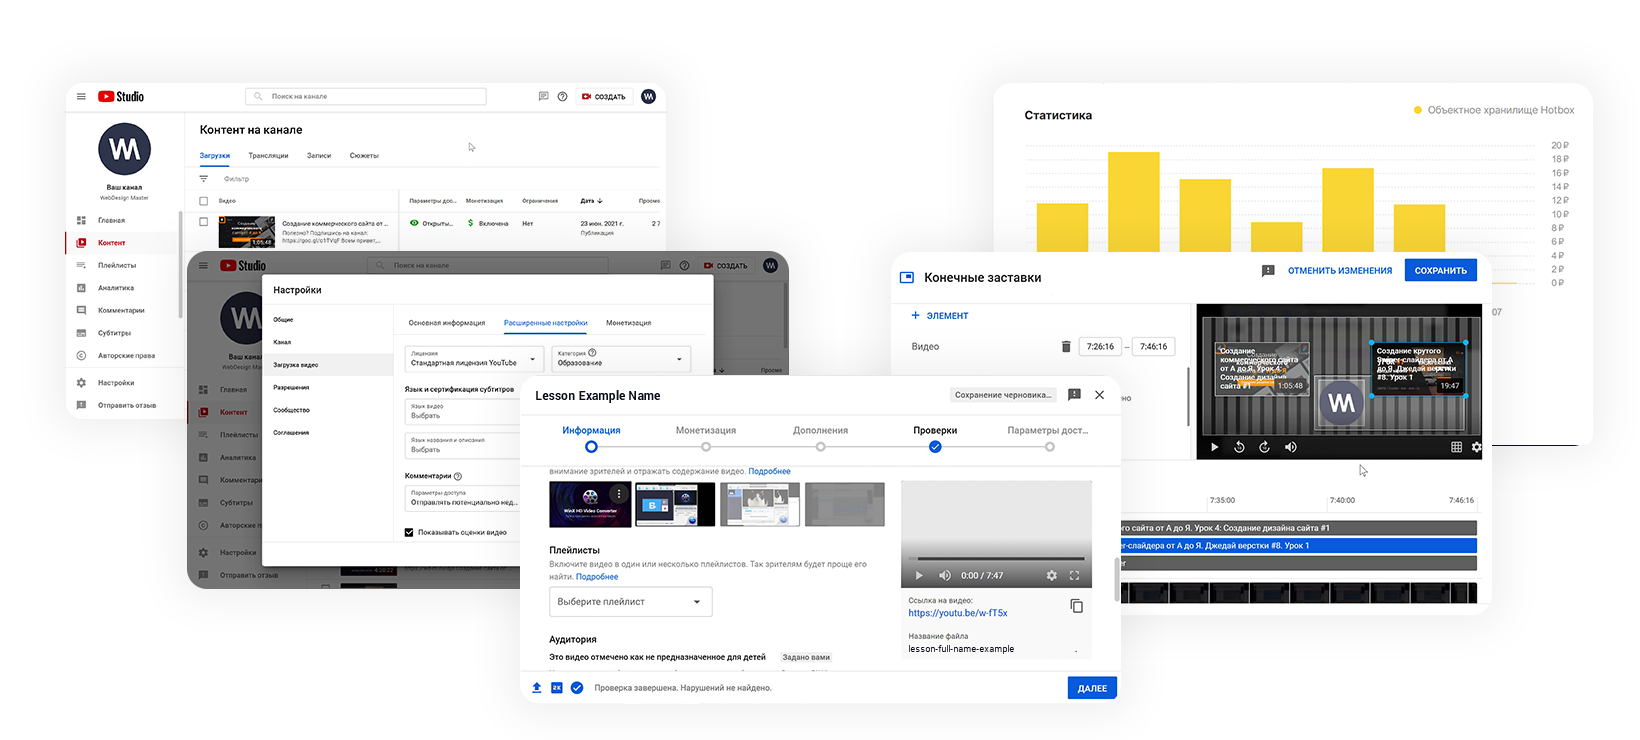 Studio
Поиск на канале
СОЗДАТЬ
Ваш канал
WebDesign Master
Главная
Контент
Плейлисты
Аналитика
Комментарии
Субтитры
Авторские права
Настройки
Отправить отзыв
Контент на канале
Загрузки
Трансляции
Записи
Сюжеты
Фильтр
Видео
Параметры дос...
Монетизация
Ограничения
Дата
Просмо
1:05:48
Создание коммерческого сайта от ...
Полезно? Подпишись на канал:
https://goo.gl/c1TVqF Всем привет,...
Открыты...
Включена
Нет
23 июн. 2021 г.
Публикация
2 7
Studio
Поиск на канале
СОЗДАТЬ
Ваш кан
Главная
Контент
Плейлисты
Аналитика
Комментари
Субтитры
Авторские п
Настройки
Отправить отзыв
Настройки
Общие
Канал
Загрузка видео
Разрешения
Сообщество
Соглашения
Основная информация
Расширенные настройки
Монетизация
Лицензия
Стандартная лицензия YouTube
Категория
Образование
Язык и сертификация субтитров
Язык видео
Выбрать
Язык названия и описания
Выбрать
Комментарии
Параметры доступа
Отправлять потенциально нед...
Показывать оценки видео
Lesson Example Name
Сохранение черновика...
Информация
Монетизация
Дополнения
Проверки
Параметры дост...
внимание зрителей и отражать содержание видео. Подробнее
WinX HD Video Converter
Плейлисты
Включите видео в один или несколько плейлистов. Так зрителям будет проще его
найти. Подробнее
Выберите плейлист
Аудитория
Это видео отмечено как не предназначенное для детей
Задано вами
0:00 / 7:47
Ссылка на видео:
https://youtu.be/w-fT5x
Название файла
lesson-full-name-example
Проверка завершена. Нарушений не найдено.
ДАЛЕЕ
Статистика
Объектное хранилище Hotbox
20 ₽
18 ₽
16 ₽
14 ₽
12 ₽
10 ₽
8 ₽
6 ₽
4 ₽
2 ₽
0 ₽
07
Конечные заставки
ОТМЕНИТЬ ИЗМЕНЕНИЯ
СОХРАНИТЬ
ЭЛЕМЕНТ
Видео
7:26:16 – 7:46:16
но
Создание
коммерческого сайта
от А до Я. Урок 4:
Создание дизайна
сайта #1
1:05:48
Создание крутого
Super-слайдера от А
до Я. Джедай верстки
#8. Урок 1
19:47
7:35:00
7:40:00
7:46:16
го сайта от А до Я. Урок 4: Создание дизайна сайта #1
er-слайдера от А до Я. Джедай верстки #8. Урок 1
er